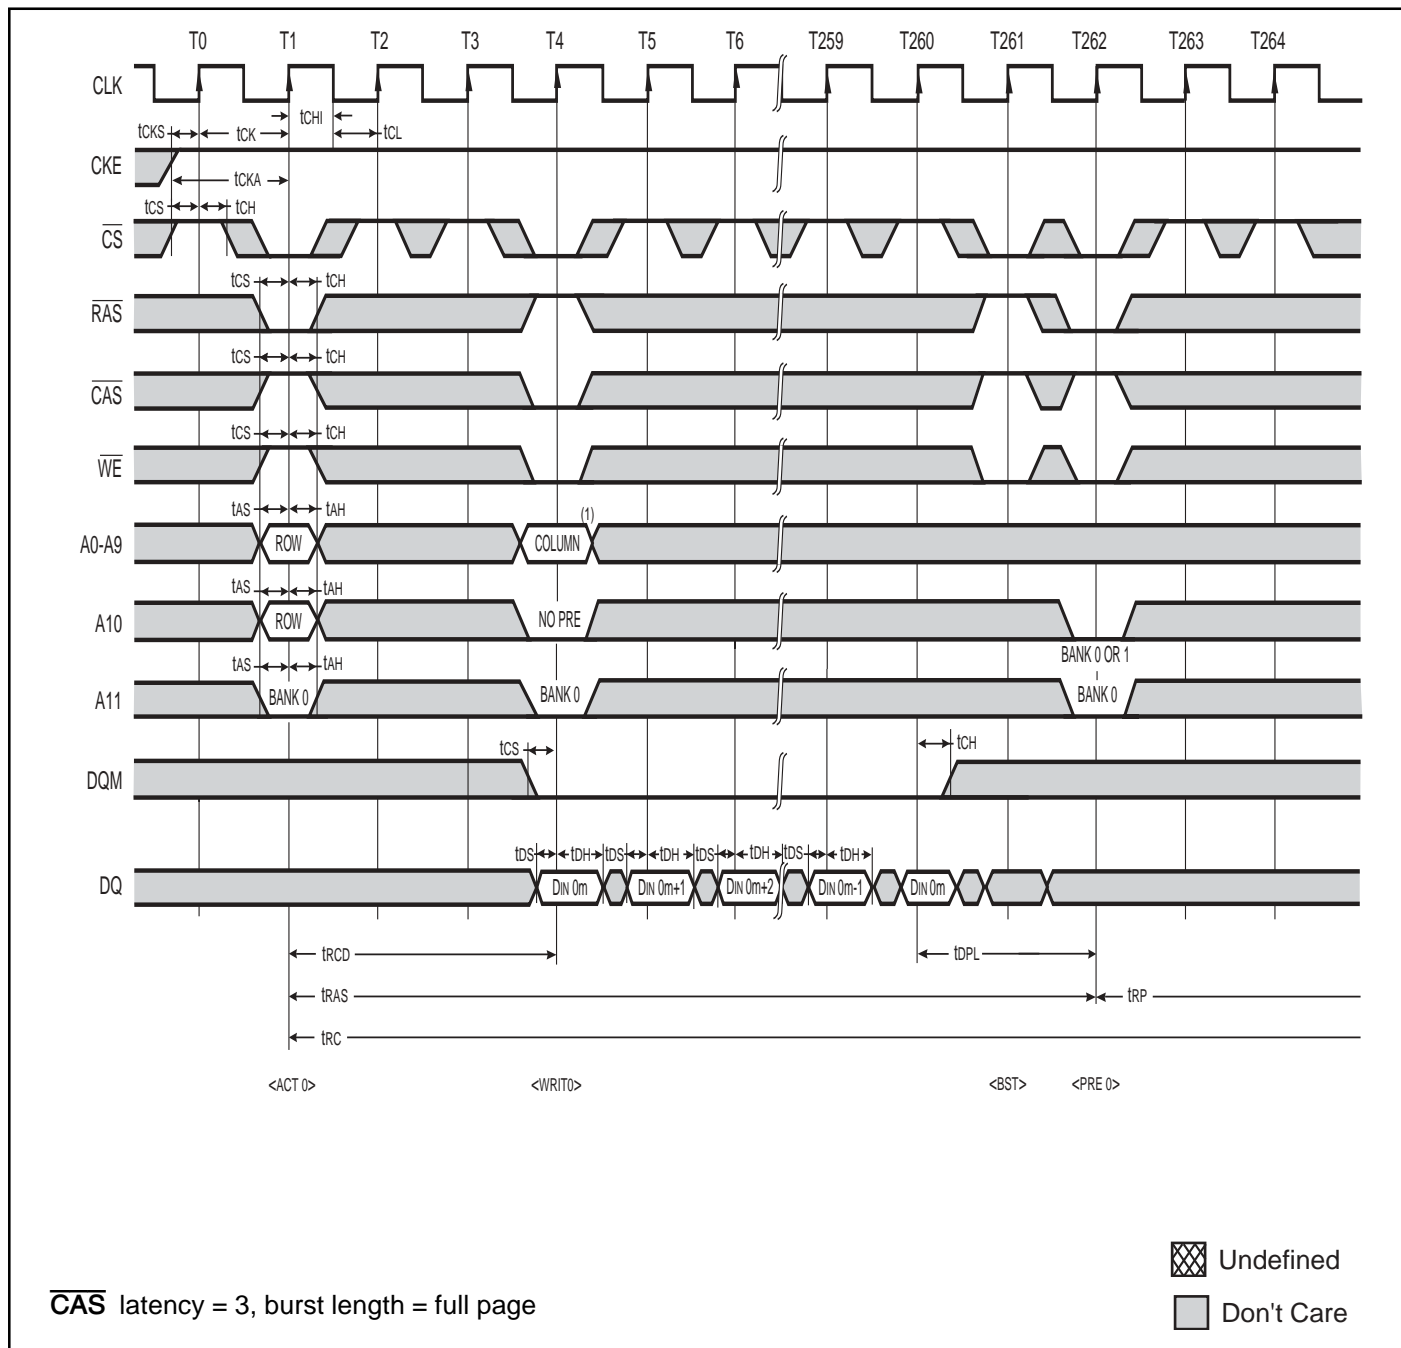 T0 T1 T2 T3 T4 T5 T6 T259 T260 T261 T262 T263 T264
CLK
tCHI
tCKS tCK tCL
CKE
tCKA
tCS tCH
CS
tCS tCH
RAS
tCS tCH
CAS
tCS tCH
WE
tAS tAH (1)
A0-A9 ROW COLUMN
tAS tAH
A10 ROW NO PRE
BANK 0 OR 1
tAS tAH
A11 BANK 0 BANK 0 BANK 0
tCS tCH
DQM
tDS tDH tDS tDH tDS tDH tDS tDH
DQ DIN 0m DIN 0m+1 DIN 0m+2 DIN 0m-1 DIN 0m
tRCD tDPL
tRAS tRP
tRC
<ACT 0> <WRIT0> <BST> <PRE 0>
Undefined
CAS latency = 3, burst length = full page
Don't Care